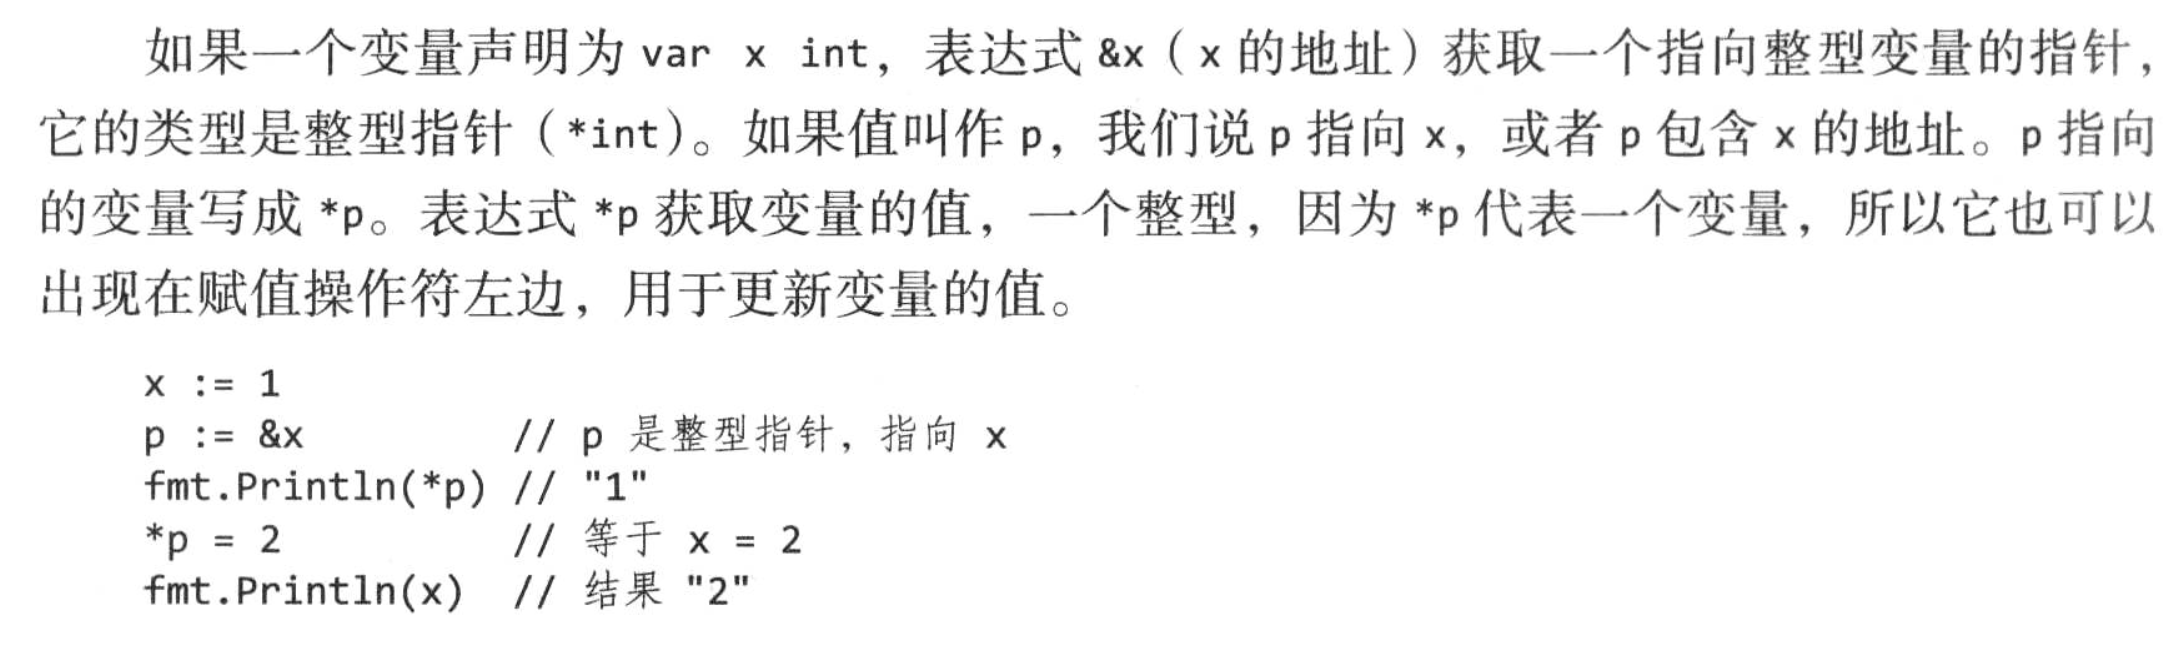 如果一个变量声明为 var x int，表达式 &x（x 的地址）获取一个指向整型变量的指针，
它的类型是整型指针（*int）。如果值叫作 p，我们说 p 指向 x，或者 p 包含 x 的地址。p 指向
的变量写成 *p。表达式 *p 获取变量的值，一个整型，因为 *p 代表一个变量，所以它也可以
出现在赋值操作符左边，用于更新变量的值。
x := 1
p := &x         // p 是整型指针，指向 x
fmt.Println(*p) // "1"
*p = 2          // 等于 x = 2
fmt.Println(x)  // 结果 "2"